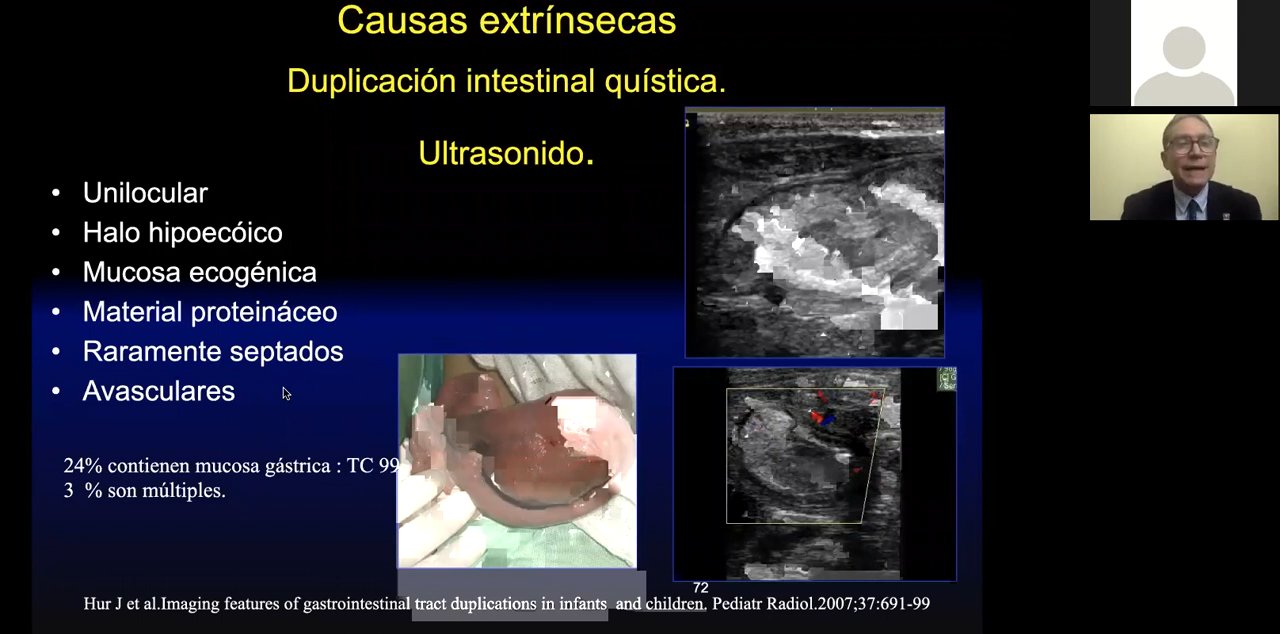 Causas extrínsecas
Duplicación intestinal quística.
Ultrasonido.
• Unilocular
• Halo hipoecóico
• Mucosa ecogénica
• Material proteináceo
• Raramente septados
• Avasculares
24% contienen mucosa gástrica : TC 99
3 % son múltiples.
72
Hur J et al.Imaging features of gastrointestinal tract duplications in infants and children. Pediatr Radiol.2007;37:691-99